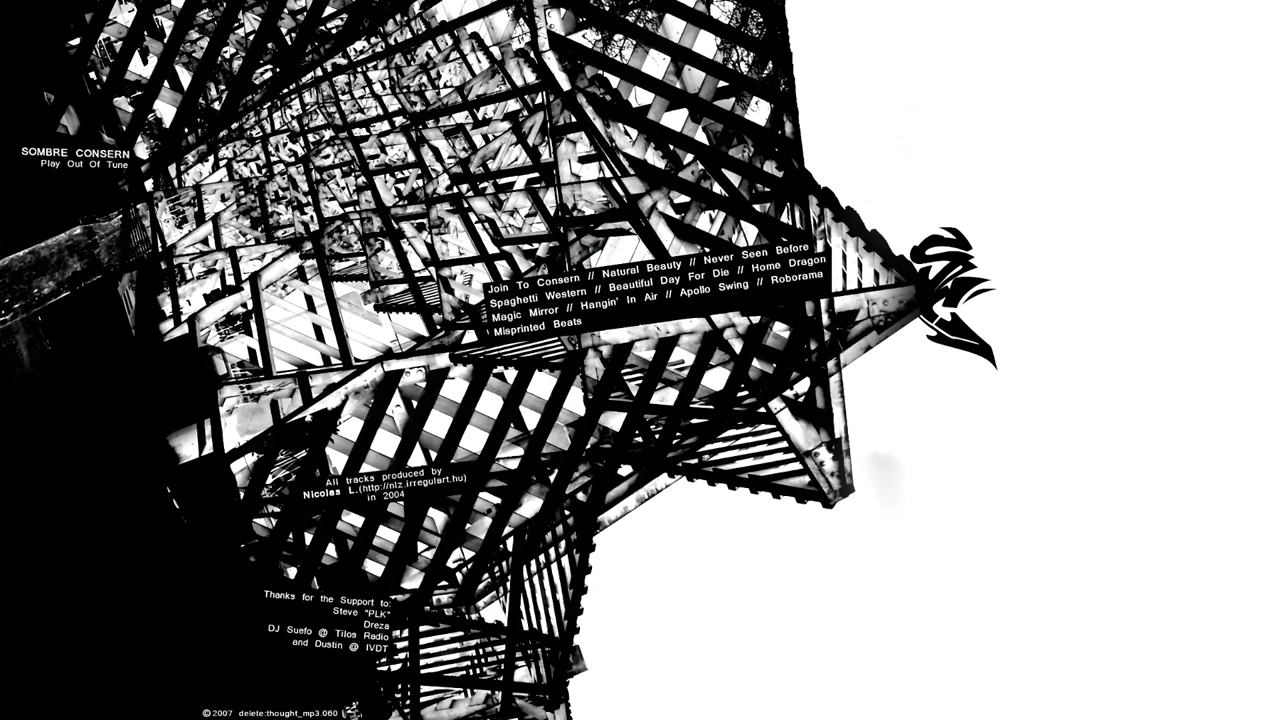 SOMBRE CONSERN
Play Out Of Tune
Join To Consern // Natural Beauty // Never Seen Before
Spaghetti Western // Beautiful Day For Die // Home Dragon
Magic Mirror // Hangin' In Air // Apollo Swing // Roborama
Misprinted Beats
All tracks produced by
Nicolas L.(http://nlz.irregulart.hu)
in 2004
Thanks for the Support to:
Steve "PLK"
Dreza
DJ Suefo @ Tilos Radio
and Dustin @ IVDT
©2007 delete:thought_mp3.060